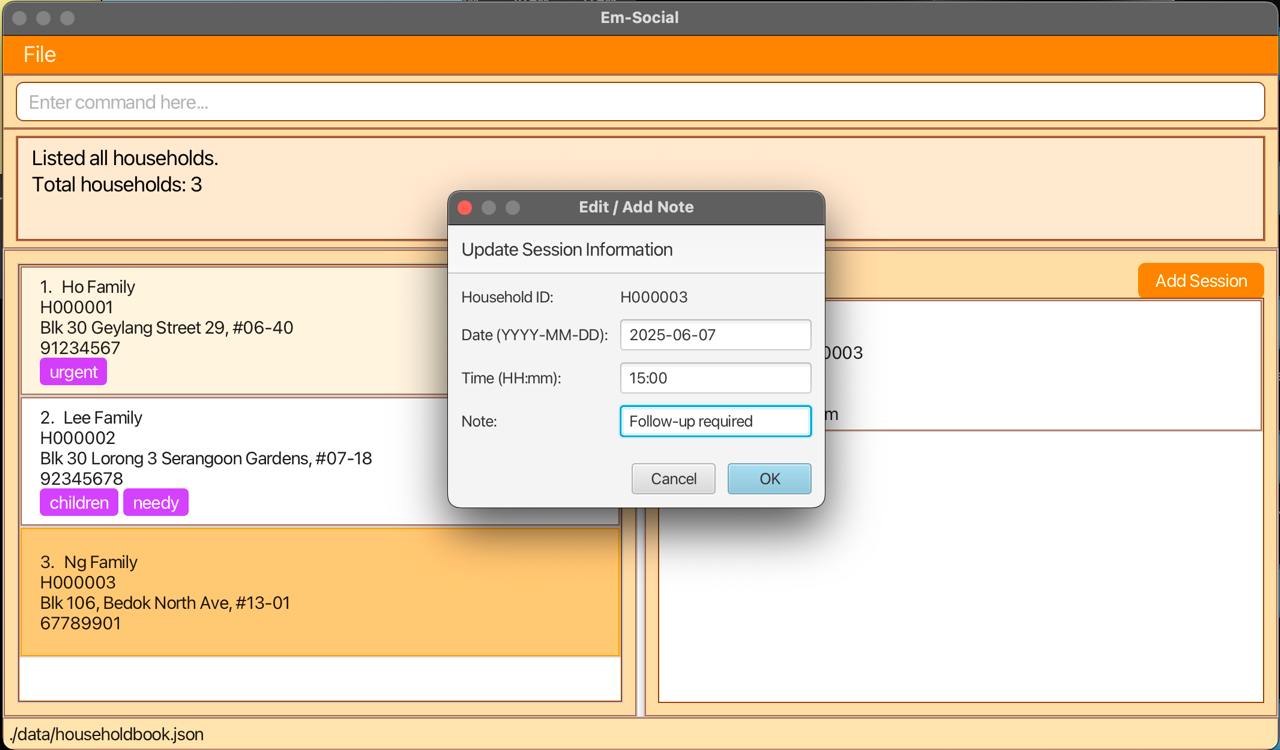 Em-Social
File
Enter command here...
Listed all households.
Total households: 3
1. Ho Family
H000001
Blk 30 Geylang Street 29, #06-40
91234567
urgent
2. Lee Family
H000002
Blk 30 Lorong 3 Serangoon Gardens, #07-18
92345678
children needy
3. Ng Family
H000003
Blk 106, Bedok North Ave, #13-01
67789901
Edit / Add Note
Update Session Information
Household ID: H000003
Date (YYYY-MM-DD): 2025-06-07
Time (HH:mm): 15:00
Note: Follow-up required
Cancel OK
Add Session
0003
m
./data/householdbook.json